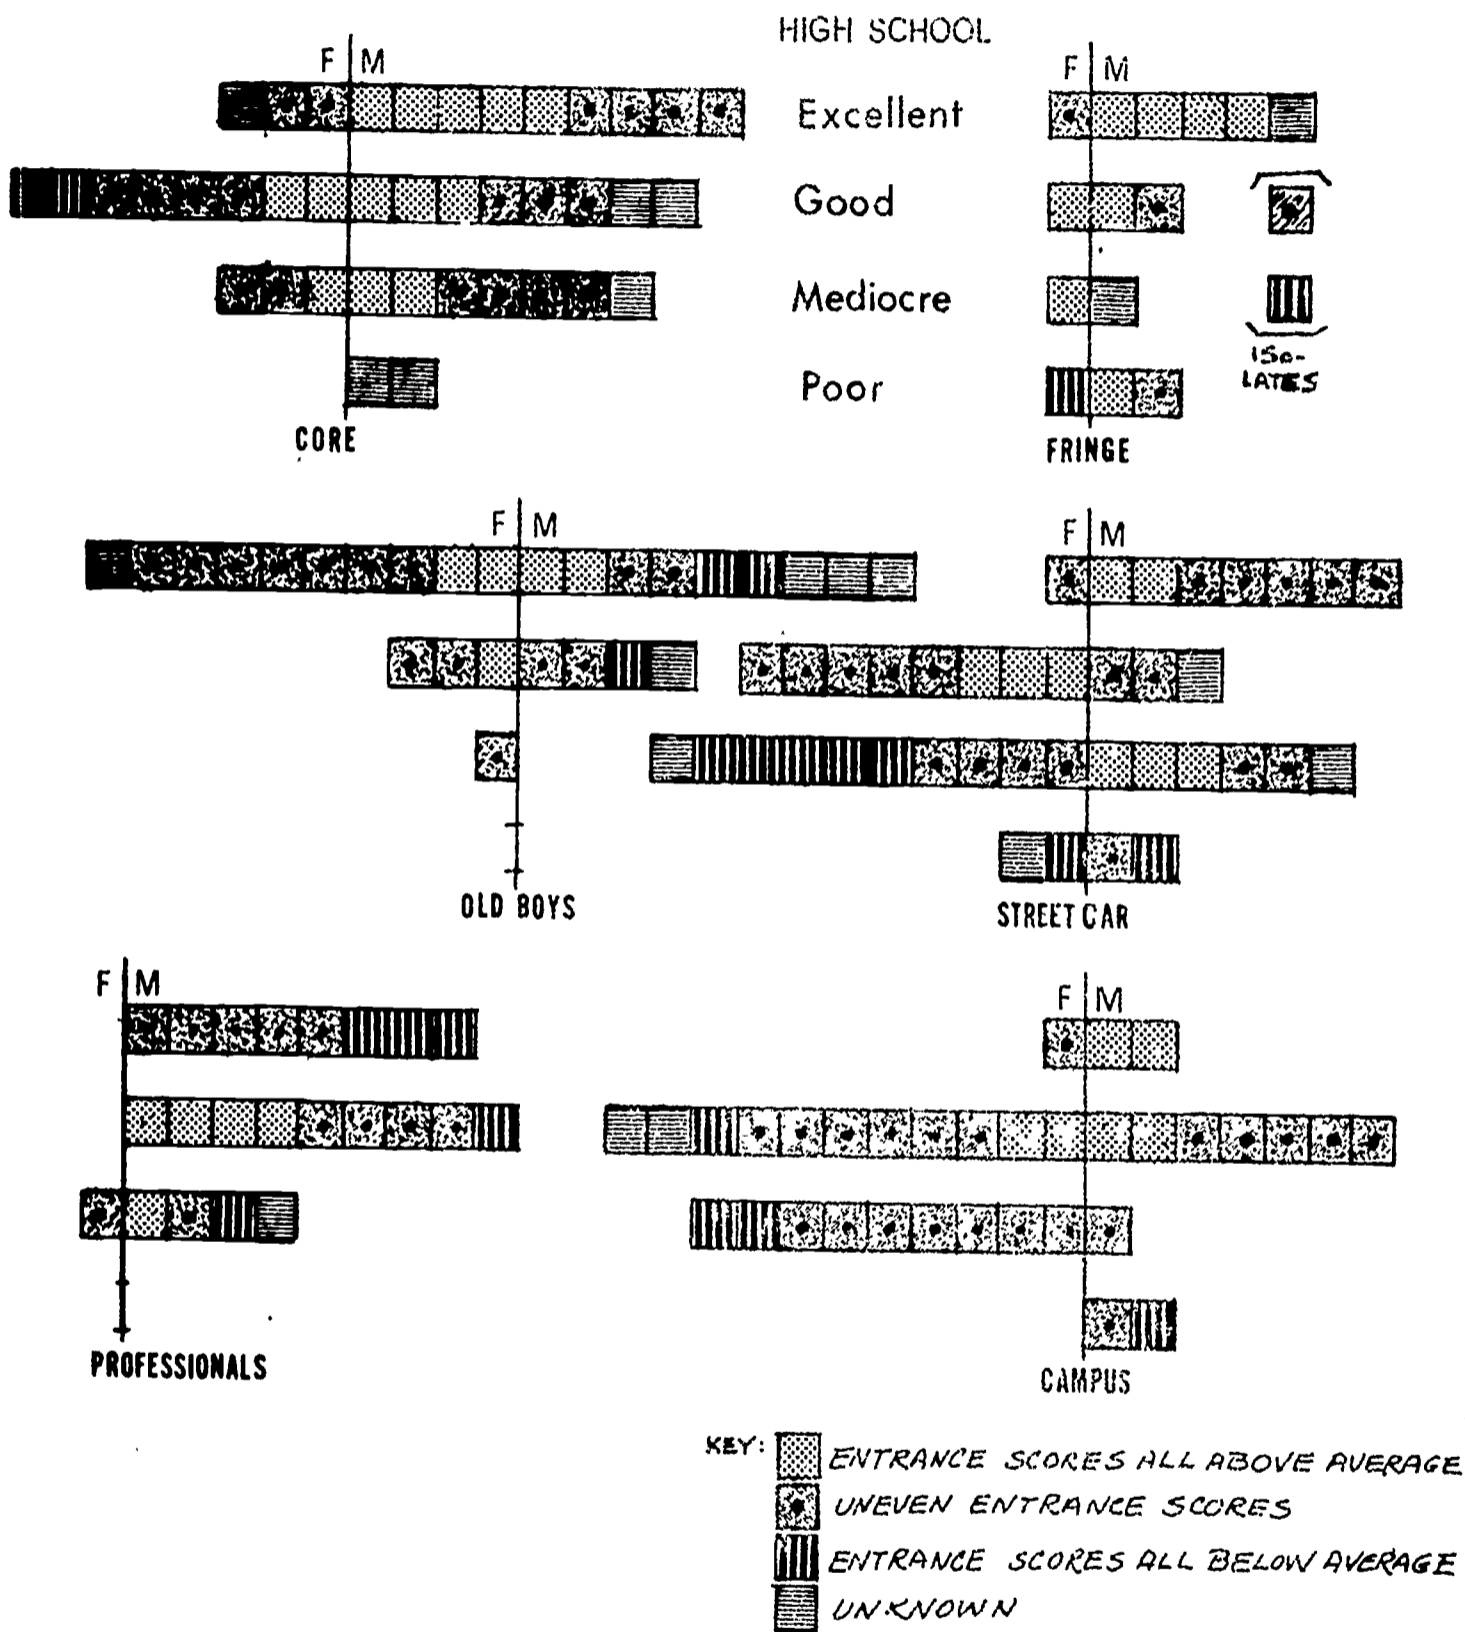 HIGH SCHOOL
F M
F M
Excellent
Good
Mediocre
ISO-
LATES
Poor
CORE
FRINGE
F M
F M
OLD BOYS
STREET CAR
F M
F M
PROFESSIONALS
CAMPUS
KEY:
ENTRANCE SCORES ALL ABOVE AVERAGE
UNEVEN ENTRANCE SCORES
ENTRANCE SCORES ALL BELOW AVERAGE
UNKNOWN